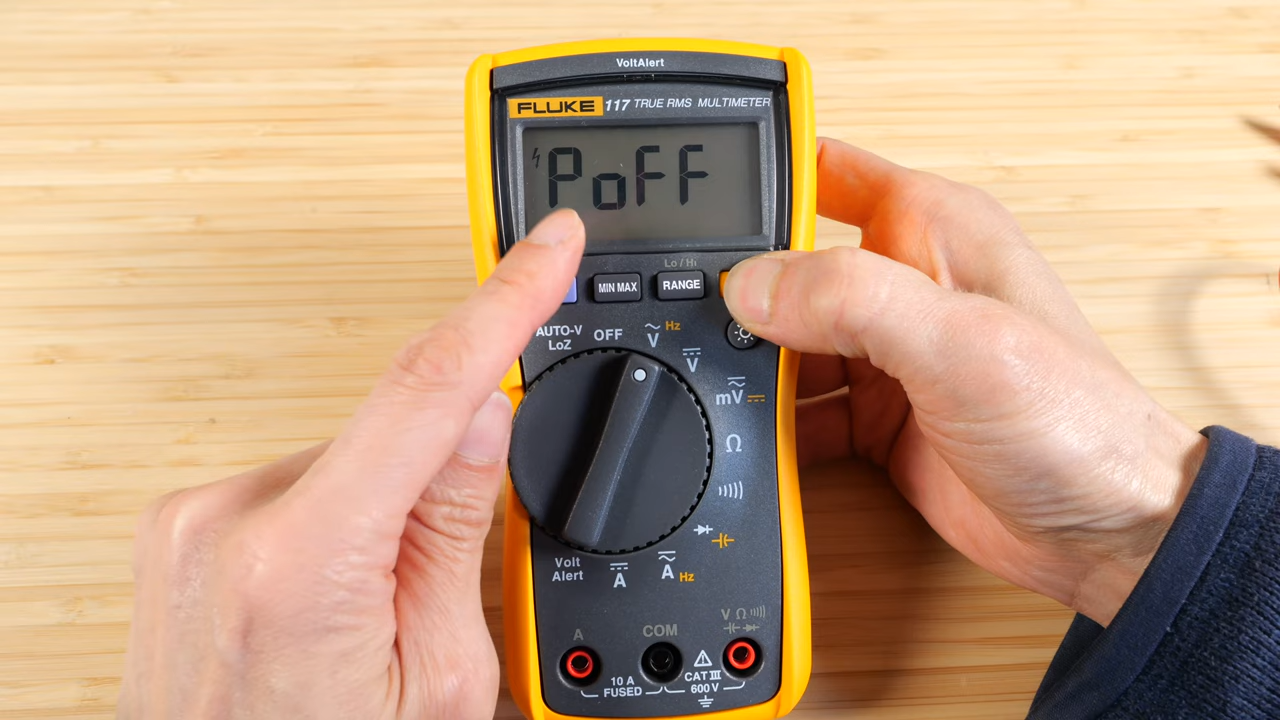 VoltAlert
FLUKE 117 TRUE RMS MULTIMETER
PoFF
Lo / Hi
MIN MAX
RANGE
AUTO-V
LoZ
OFF
V Hz
V
mV
Ω
Volt
Alert
A
A Hz
A
COM
V Ω
10 A
FUSED
CAT III
600 V